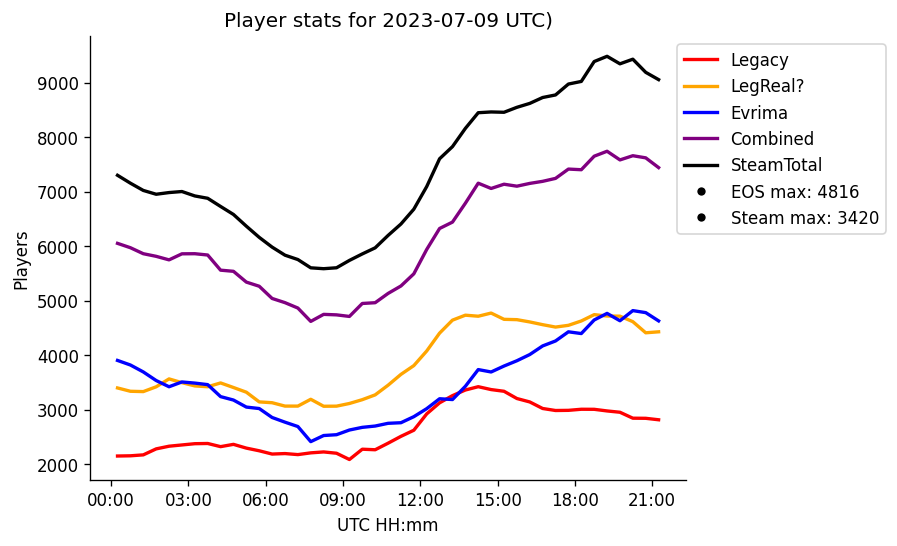 Player stats for 2023-07-09 UTC)
Legacy
LegReal?
Evrima
Combined
SteamTotal
EOS max: 4816
Steam max: 3420
Players
9000
8000
7000
6000
5000
4000
3000
2000
00:00 03:00 06:00 09:00 12:00 15:00 18:00 21:00
UTC HH:mm